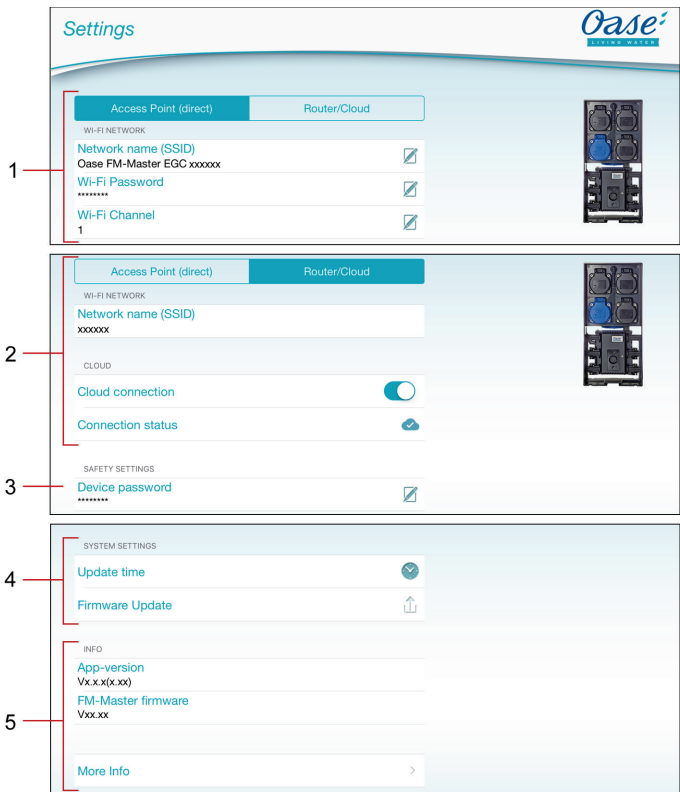 Settings
Oase
LIVING WATER
1
Access Point (direct)
Router/Cloud
WI-FI NETWORK
Network name (SSID)
Oase FM-Master EGC xxxxxx
Wi-Fi Password
********
Wi-Fi Channel
1
2
Access Point (direct)
Router/Cloud
WI-FI NETWORK
Network name (SSID)
xxxxxx
CLOUD
Cloud connection
Connection status
3
SAFETY SETTINGS
Device password
********
4
SYSTEM SETTINGS
Update time
Firmware Update
5
INFO
App-version
Vx.x.x(x.xx)
FM-Master firmware
Vxx.xx
More Info